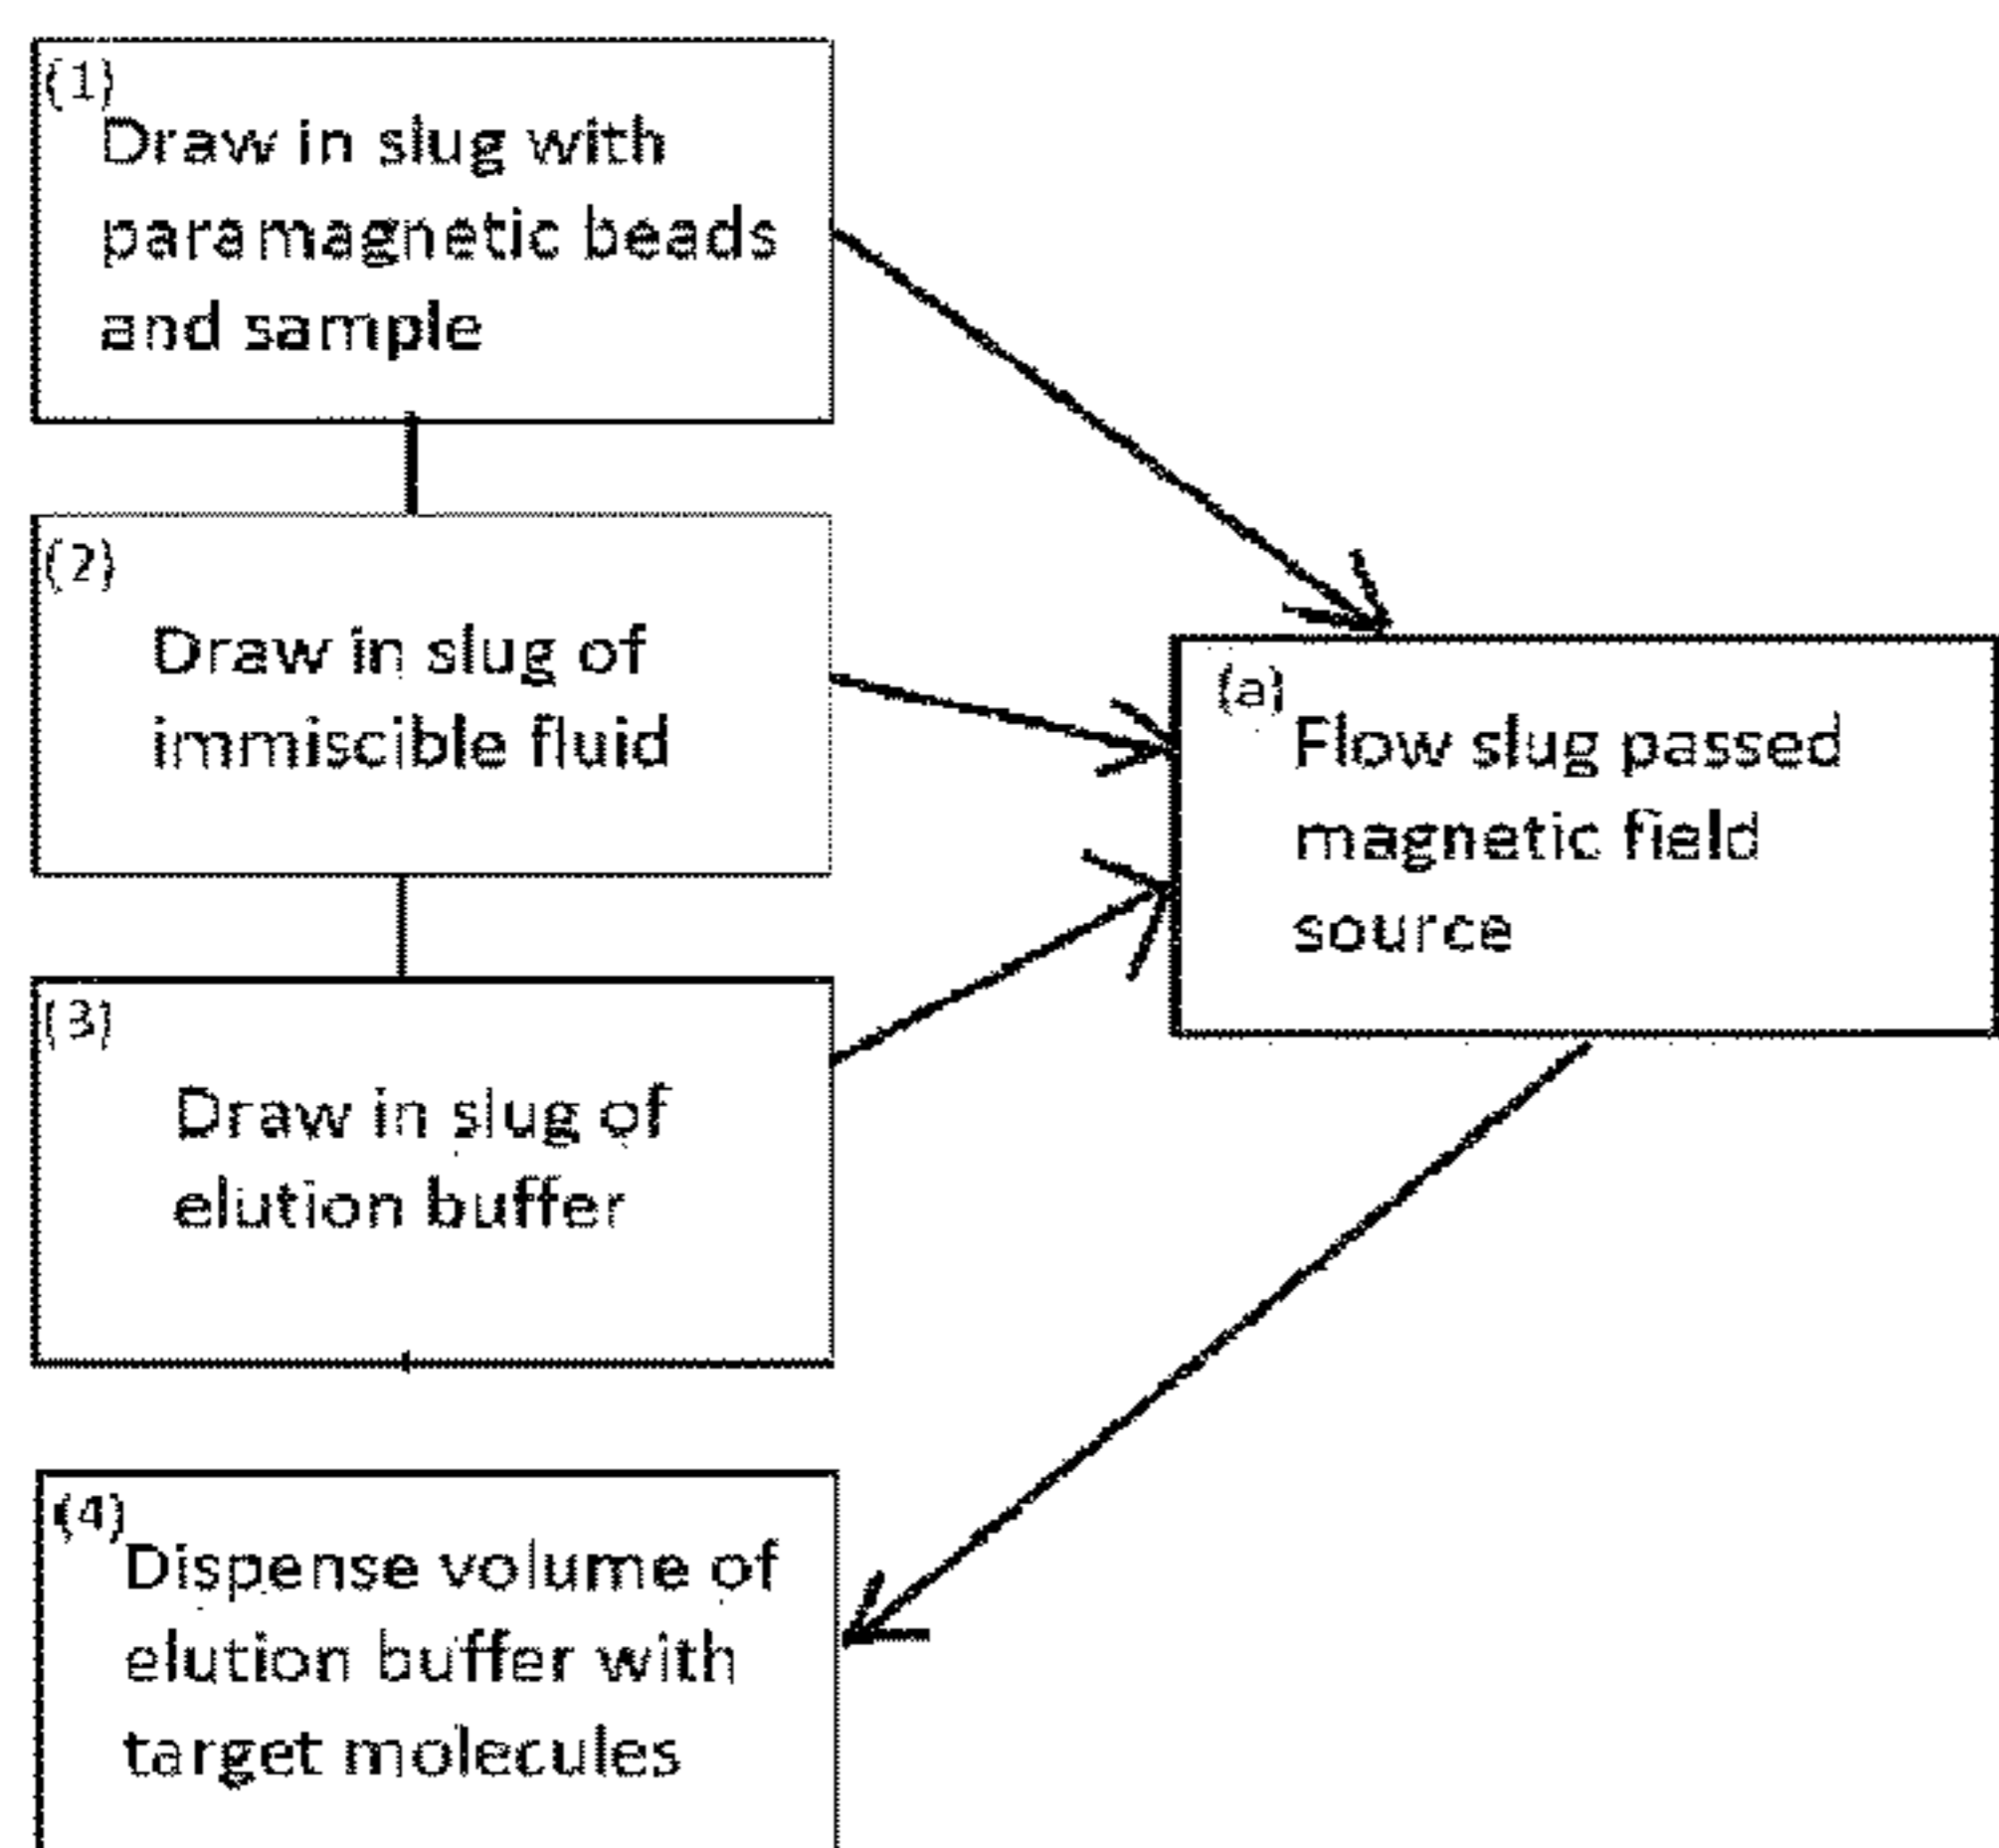 (1)
Draw in slug with
paramagnetic beads
and sample
(2)
Draw in slug of
immiscible fluid
(3)
Draw in slug of
elution buffer
(4)
Dispense volume of
elution buffer with
target molecules
(a)
Flow slug passed
magnetic field
source